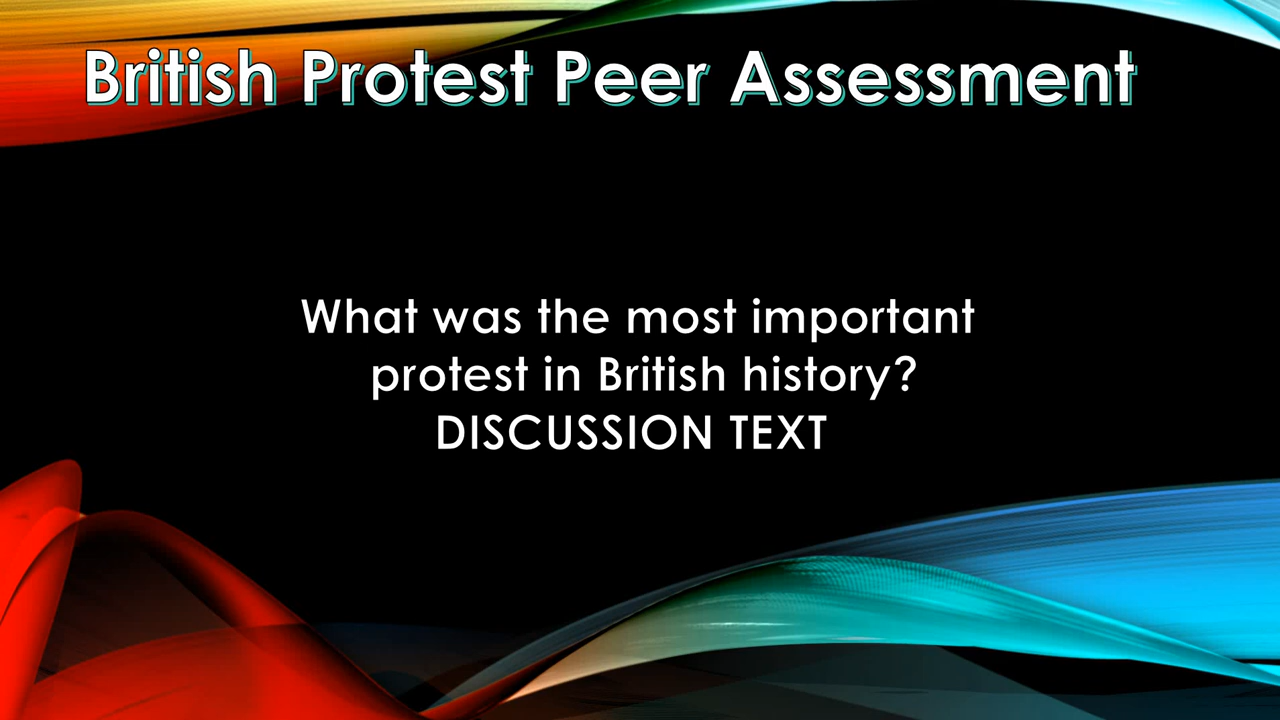 British Protest Peer Assessment
What was the most important
protest in British history?
DISCUSSION TEXT